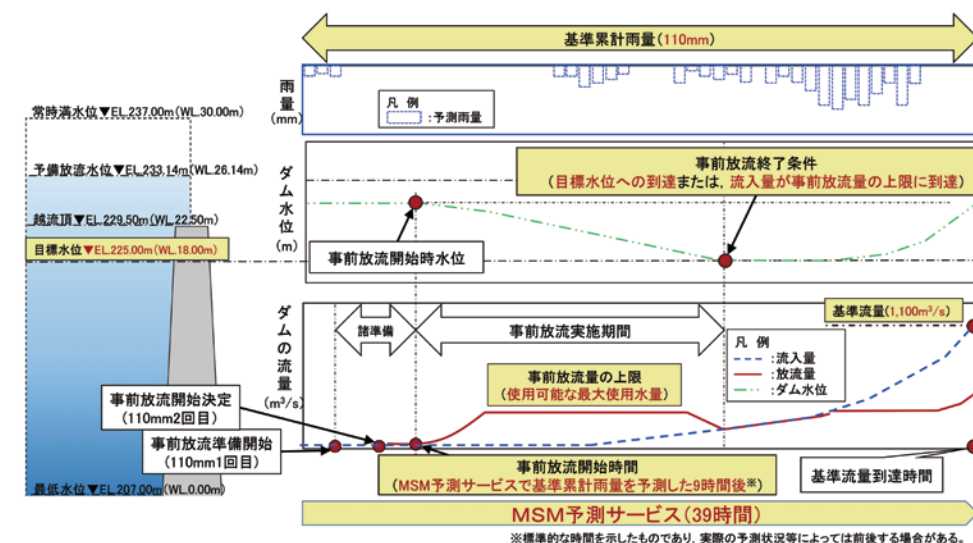 基準累計雨量(110mm)
雨量
(mm)
凡 例
:予測雨量
常時満水位▼EL.237.00m(WL.30.00m)
予備放流水位▼EL.233.14m(WL.26.14m)
越流頂▼EL.229.50m(WL.22.50m)
目標水位▼EL.225.00m(WL.18.00m)
最低水位▼EL.207.00m(WL.0.00m)
ダム水位
(m)
事前放流終了条件
(目標水位への到達または、流入量が事前放流量の上限に到達)
事前放流開始時水位
ダムの流量
(m³/s)
諸準備
事前放流実施期間
基準流量(1,100m³/s)
凡 例
:流入量
:放流量
:ダム水位
事前放流量の上限
(使用可能な最大使用水量)
事前放流開始決定
(110mm2回目)
事前放流準備開始
(110mm1回目)
事前放流開始時間
(MSM予測サービスで基準累計雨量を予測した9時間後※)
基準流量到達時間
MSM予測サービス(39時間)
※標準的な時間を示したものであり、実際の予測状況等によっては前後する場合がある。